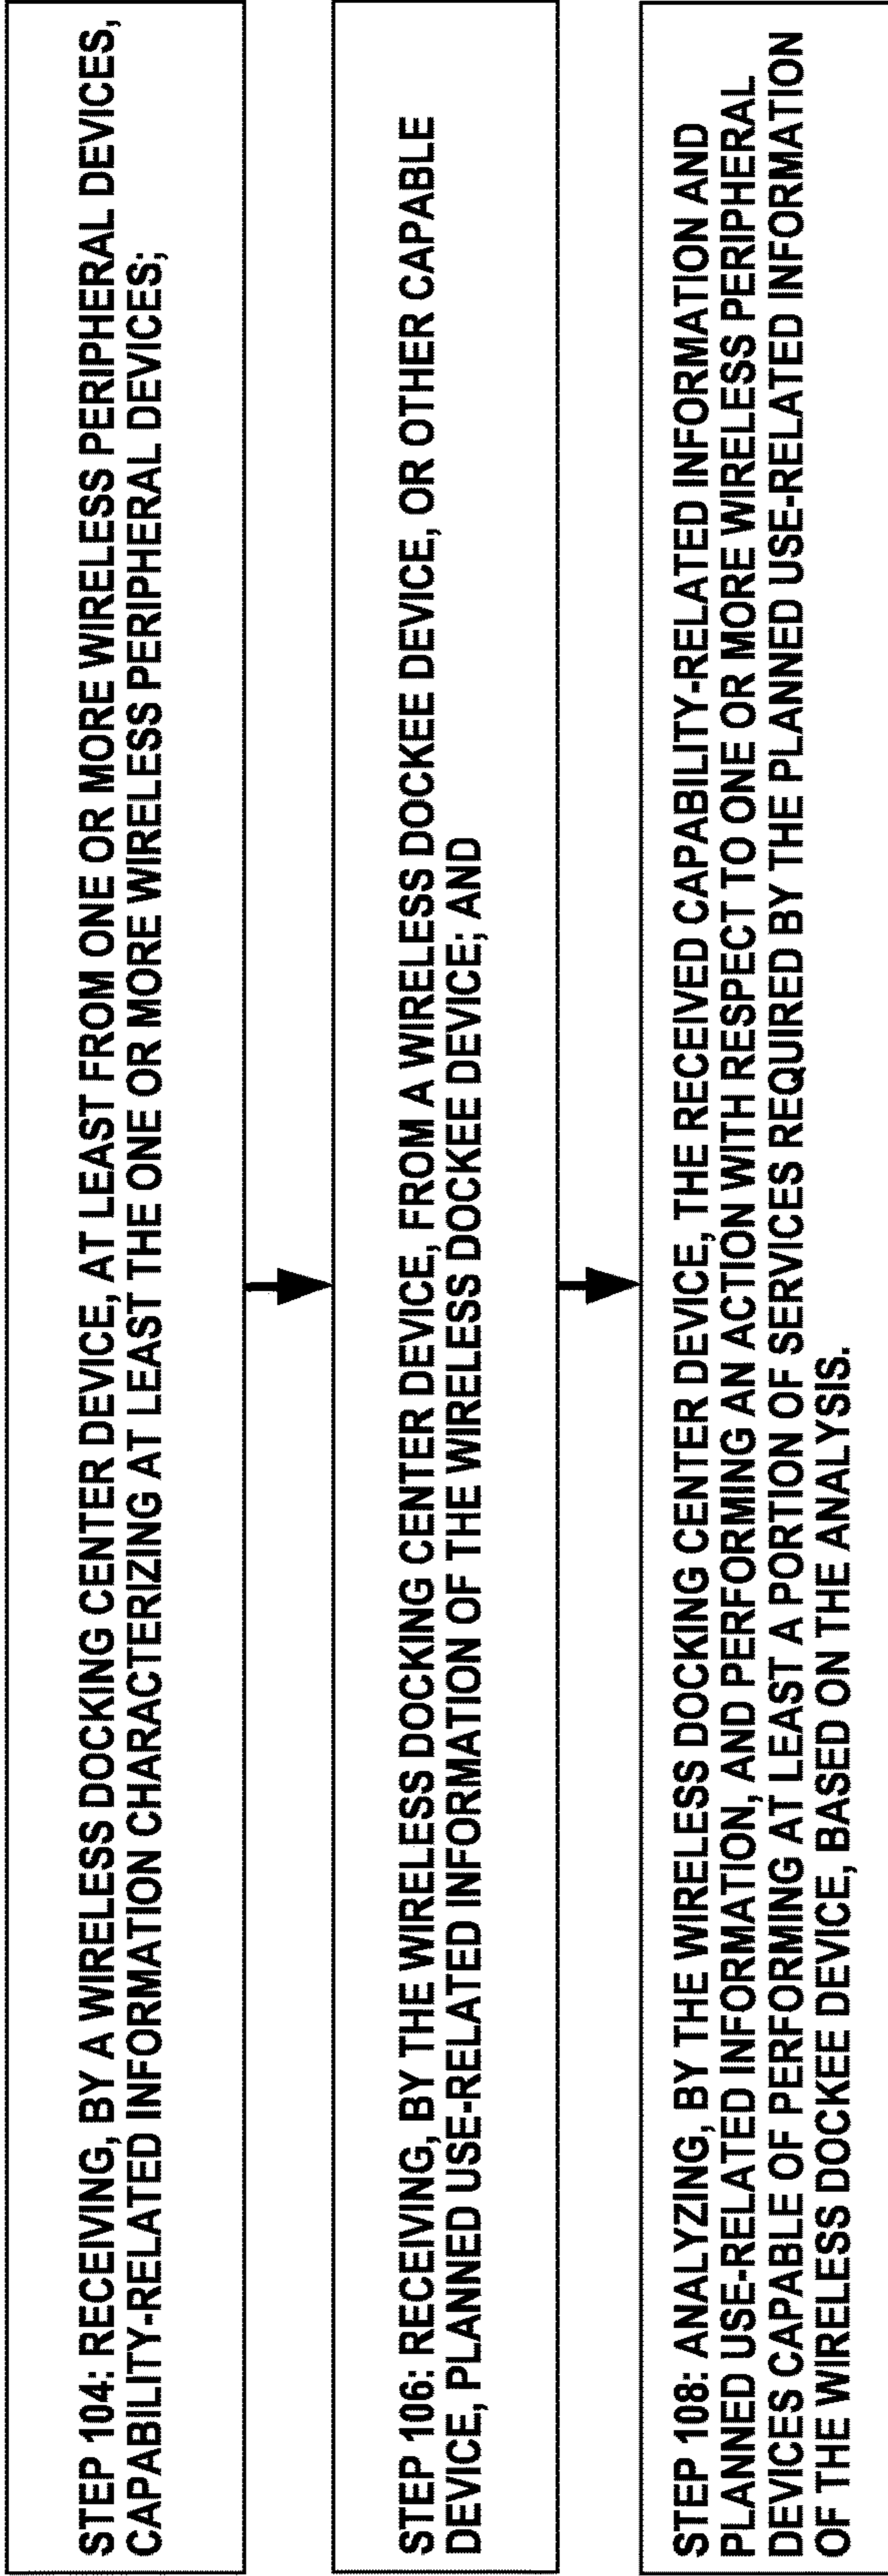 STEP 104: RECEIVING, BY A WIRELESS DOCKING CENTER DEVICE, AT LEAST FROM ONE OR MORE WIRELESS PERIPHERAL DEVICES,
CAPABILITY-RELATED INFORMATION CHARACTERIZING AT LEAST THE ONE OR MORE WIRELESS PERIPHERAL DEVICES;
STEP 106: RECEIVING, BY THE WIRELESS DOCKING CENTER DEVICE, FROM A WIRELESS DOCKEE DEVICE, OR OTHER CAPABLE
DEVICE, PLANNED USE-RELATED INFORMATION OF THE WIRELESS DOCKEE DEVICE; AND
STEP 108: ANALYZING, BY THE WIRELESS DOCKING CENTER DEVICE, THE RECEIVED CAPABILITY-RELATED INFORMATION AND
PLANNED USE-RELATED INFORMATION, AND PERFORMING AN ACTION WITH RESPECT TO ONE OR MORE WIRELESS PERIPHERAL
DEVICES CAPABLE OF PERFORMING AT LEAST A PORTION OF SERVICES REQUIRED BY THE PLANNED USE-RELATED INFORMATION
OF THE WIRELESS DOCKEE DEVICE, BASED ON THE ANALYSIS.